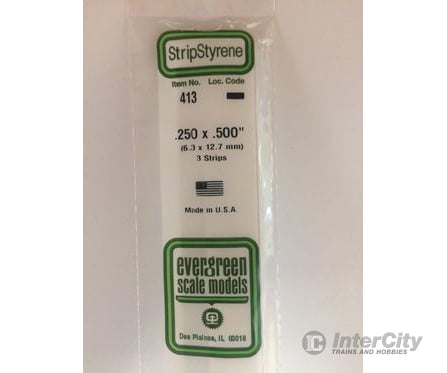 StripStyrene
Item No. Loc. Code
413
.250 x .500"
(6.3 x 12.7 mm)
3 Strips
Made in U.S.A.
evergreen
scale models
Des Plaines, IL 60018
InterCity
TRAINS AND HOBBIES